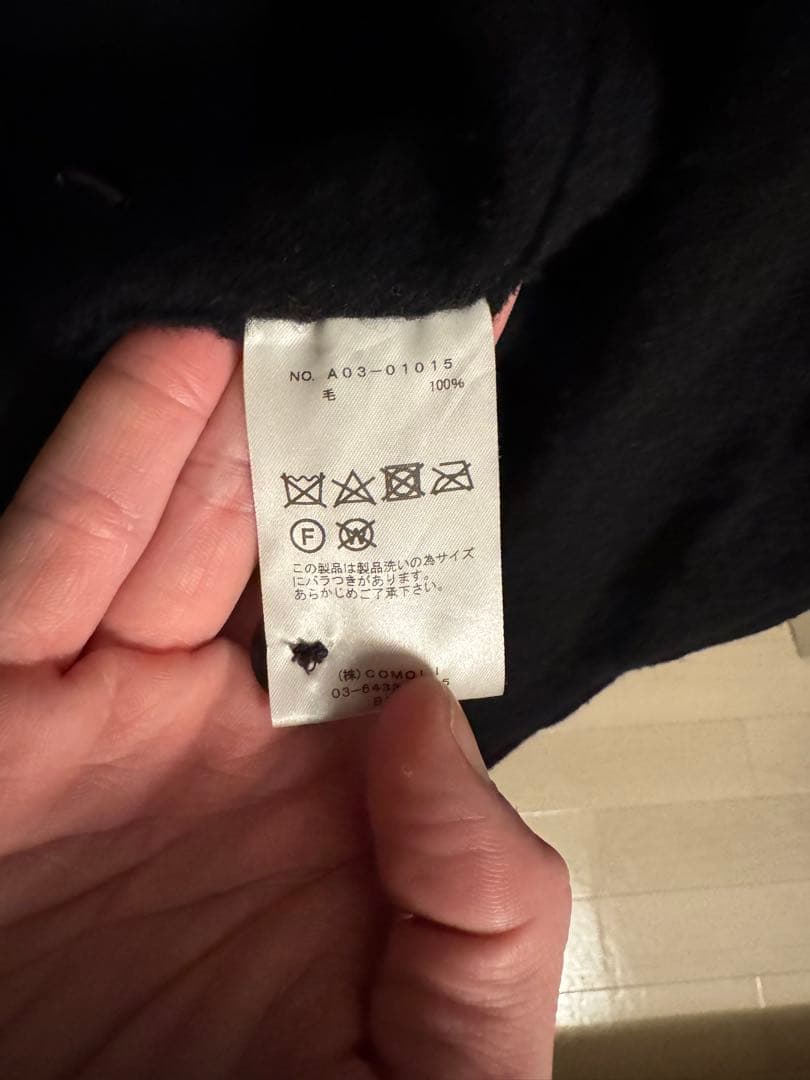 NO. A03-01015
毛 100%
F
W
この製品は製品洗いの為サイズ
にバラつきがあります。
あらかじめご了承下さい。
(株)